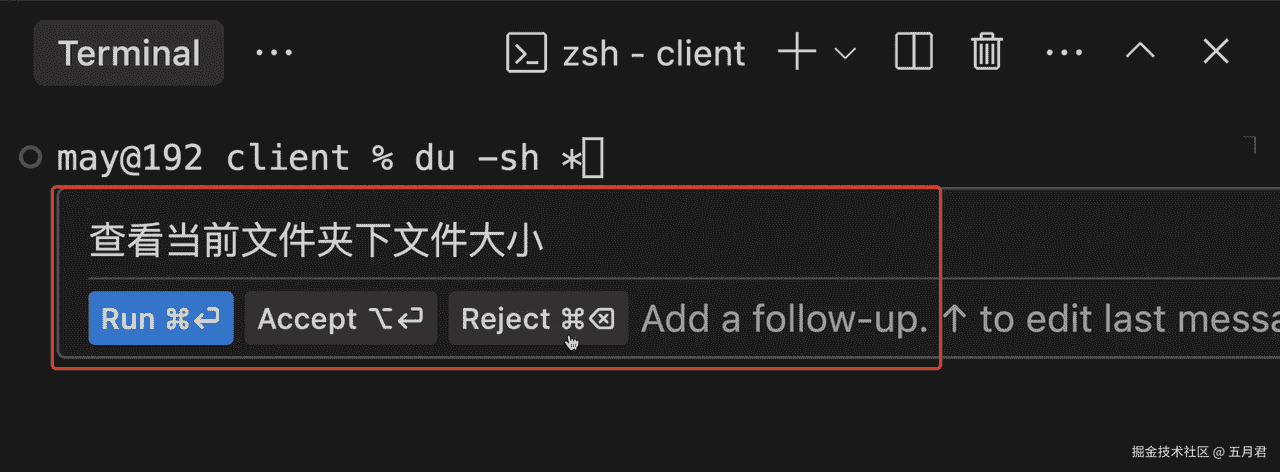 Terminal ··· zsh - client ···
may@192 client % du -sh *
查看当前文件夹下文件大小
Run ⌘⏎ Accept ⌥⏎ Reject ⌘⌫ Add a follow-up. ↑ to edit last messa
掘金技术社区 @ 五月君